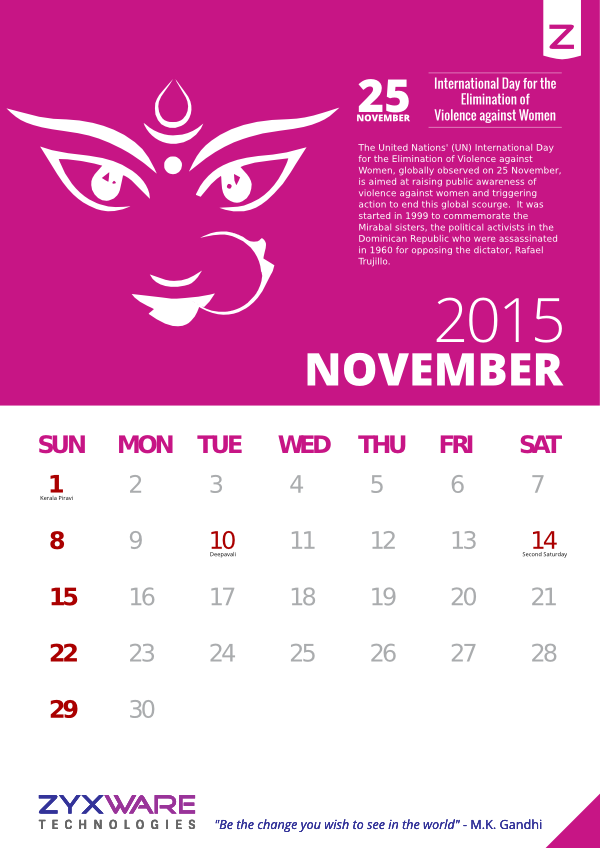 Z
25
NOVEMBER
International Day for the
Elimination of
Violence against Women
The United Nations' (UN) International Day
for the Elimination of Violence against
Women, globally observed on 25 November,
is aimed at raising public awareness of
violence against women and triggering
action to end this global scourge.  It was
started in 1999 to commemorate the
Mirabal sisters, the political activists in the
Dominican Republic who were assassinated
in 1960 for opposing the dictator, Rafael
Trujillo.
2015
NOVEMBER
SUN MON TUE WED THU FRI SAT
1 2 3 4 5 6 7
Kerala Piravi
8 9 10 11 12 13 14
Deepavali Second Saturday
15 16 17 18 19 20 21
22 23 24 25 26 27 28
29 30
ZYXWARE
TECHNOLOGIES
"Be the change you wish to see in the world" - M.K. Gandhi